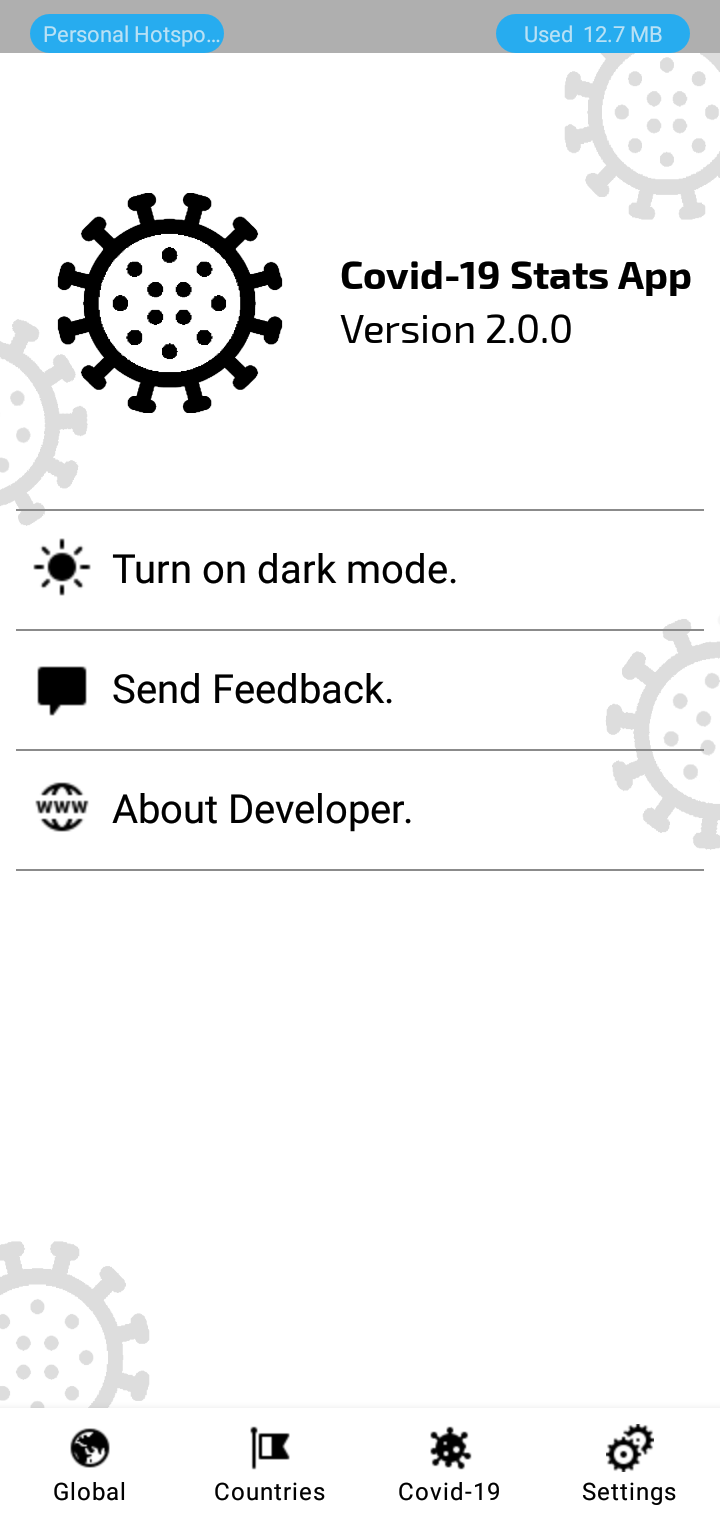 Personal Hotspo...
Used 12.7 MB
Covid-19 Stats App
Version 2.0.0
Turn on dark mode.
Send Feedback.
www
About Developer.
Global
Countries
Covid-19
Settings